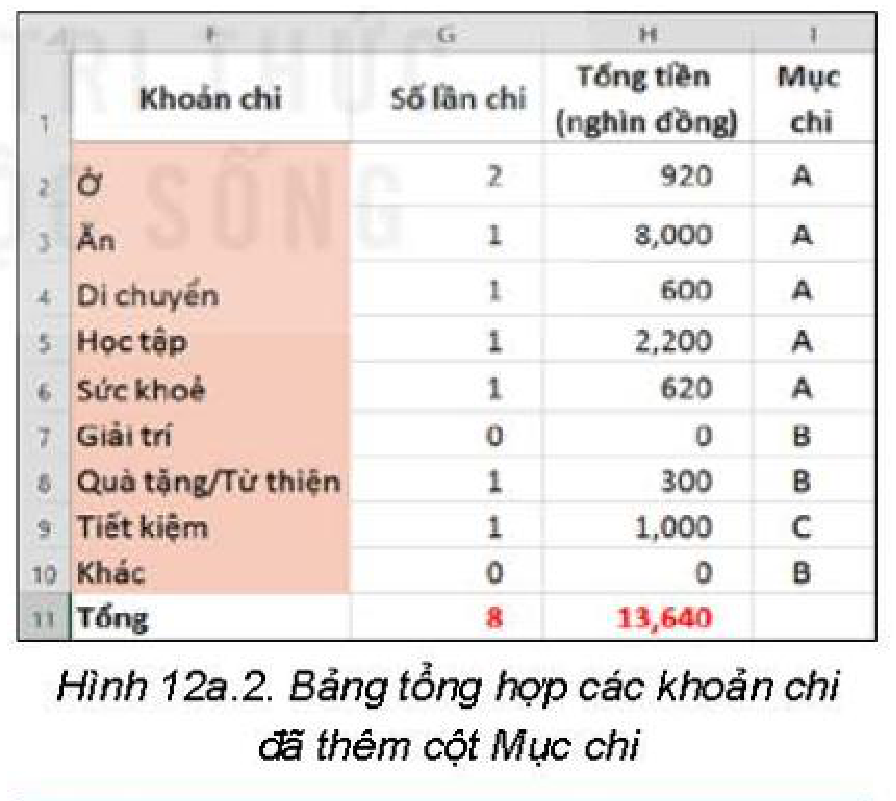 TRI THỨC
SỐNG
F G H I
1 Khoản chi Số lần chi Tổng tiền (nghìn đồng) Mục chi
2 Ở 2 920 A
3 Ăn 1 8,000 A
4 Di chuyển 1 600 A
5 Học tập 1 2,200 A
6 Sức khoẻ 1 620 A
7 Giải trí 0 0 B
8 Quà tặng/Từ thiện 1 300 B
9 Tiết kiệm 1 1,000 C
10 Khác 0 0 B
11 Tổng 8 13,640
Hình 12a.2. Bảng tổng hợp các khoản chi
đã thêm cột Mục chi